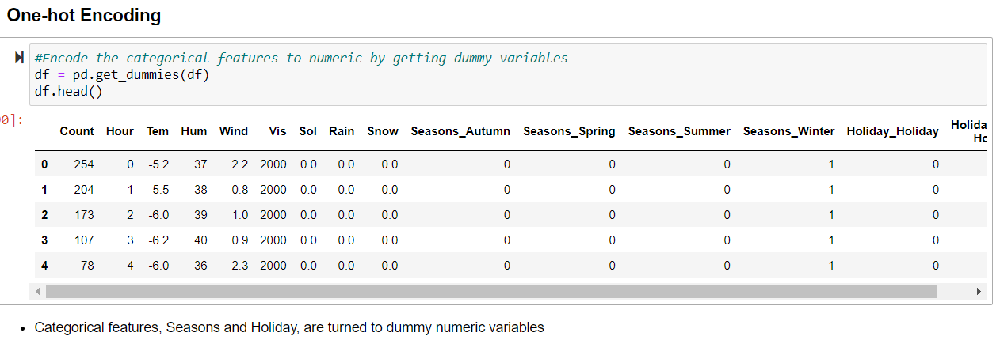 One-hot Encoding
#Encode the categorical features to numeric by getting dummy variables
df = pd.get_dummies(df)
df.head()
0]:
Count Hour Tem Hum Wind Vis Sol Rain Snow Seasons_Autumn Seasons_Spring Seasons_Summer Seasons_Winter Holiday_Holiday Holida
Ho
0 254 0 -5.2 37 2.2 2000 0.0 0.0 0.0 0 0 0 1 0
1 204 1 -5.5 38 0.8 2000 0.0 0.0 0.0 0 0 0 1 0
2 173 2 -6.0 39 1.0 2000 0.0 0.0 0.0 0 0 0 1 0
3 107 3 -6.2 40 0.9 2000 0.0 0.0 0.0 0 0 0 1 0
4 78 4 -6.0 36 2.3 2000 0.0 0.0 0.0 0 0 0 1 0
• Categorical features, Seasons and Holiday, are turned to dummy numeric variables